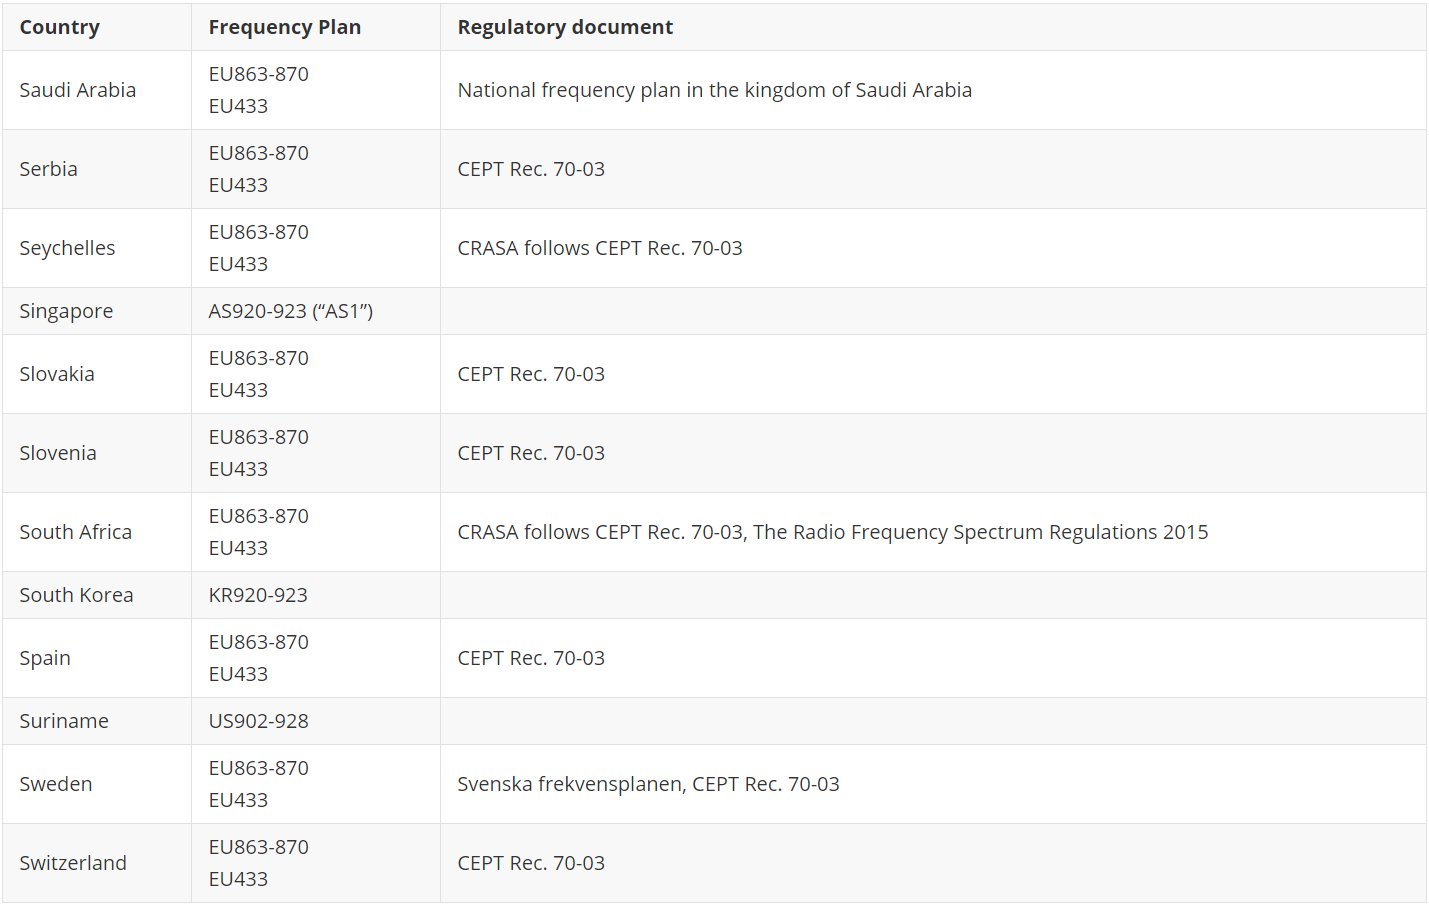 Country Frequency Plan Regulatory document
Saudi Arabia EU863-870 National frequency plan in the kingdom of Saudi Arabia
EU433
Serbia EU863-870 CEPT Rec. 70-03
EU433
Seychelles EU863-870 CRASA follows CEPT Rec. 70-03
EU433
Singapore AS920-923 (“AS1”)
Slovakia EU863-870 CEPT Rec. 70-03
EU433
Slovenia EU863-870 CEPT Rec. 70-03
EU433
South Africa EU863-870 CRASA follows CEPT Rec. 70-03, The Radio Frequency Spectrum Regulations 2015
EU433
South Korea KR920-923
Spain EU863-870 CEPT Rec. 70-03
EU433
Suriname US902-928
Sweden EU863-870 Svenska frekvensplanen, CEPT Rec. 70-03
EU433
Switzerland EU863-870 CEPT Rec. 70-03
EU433